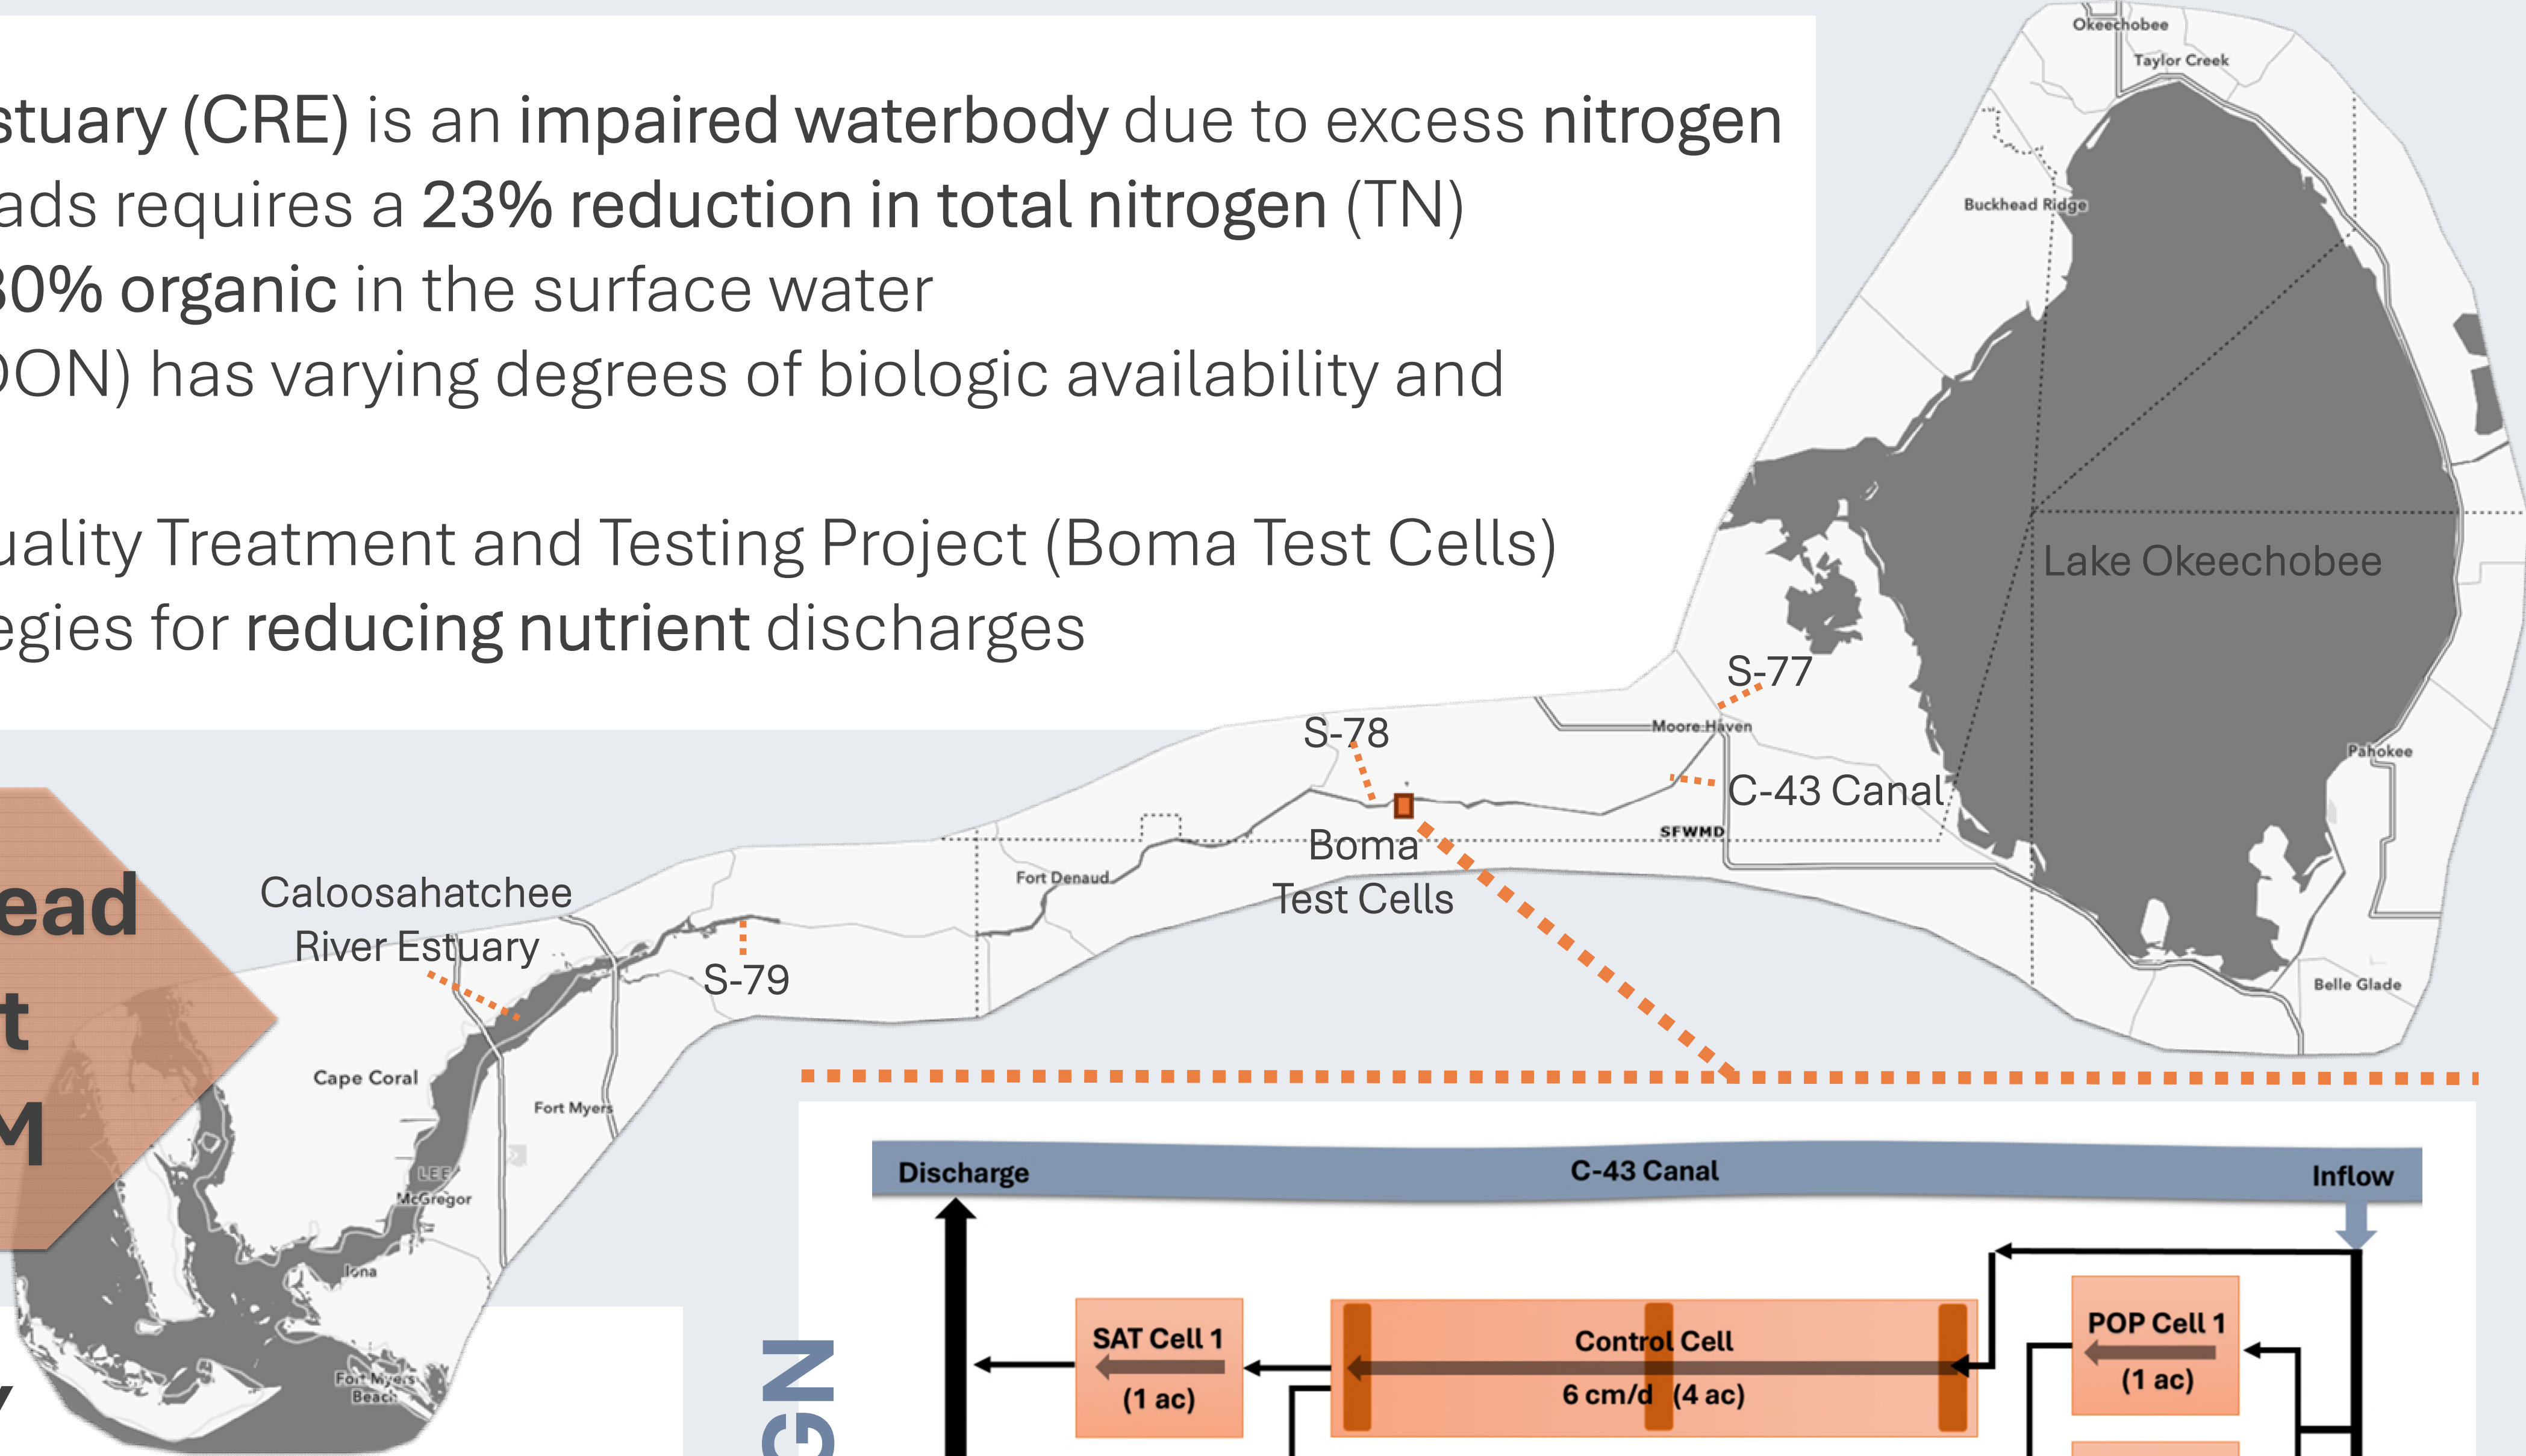 stuary (CRE) is an impaired waterbody due to excess nitrogen
ads requires a 23% reduction in total nitrogen (TN)
80% organic in the surface water
DON) has varying degrees of biologic availability and
uality Treatment and Testing Project (Boma Test Cells)
egies for reducing nutrient discharges
Okeechobee
Taylor Creek
Buckhead Ridge
Lake Okeechobee
S-77
S-78
Moore Haven
C-43 Canal
Pahokee
SFWMD
Boma
Test Cells
Fort Denaud
Caloosahatchee
River Estuary
S-79
Belle Glade
ead
t
M
Cape Coral
Fort Myers
LEE
McGregor
Iona
Fort Myers
Beach
y
GN
Discharge
C-43 Canal
Inflow
SAT Cell 1
(1 ac)
Control Cell
6 cm/d (4 ac)
POP Cell 1
(1 ac)